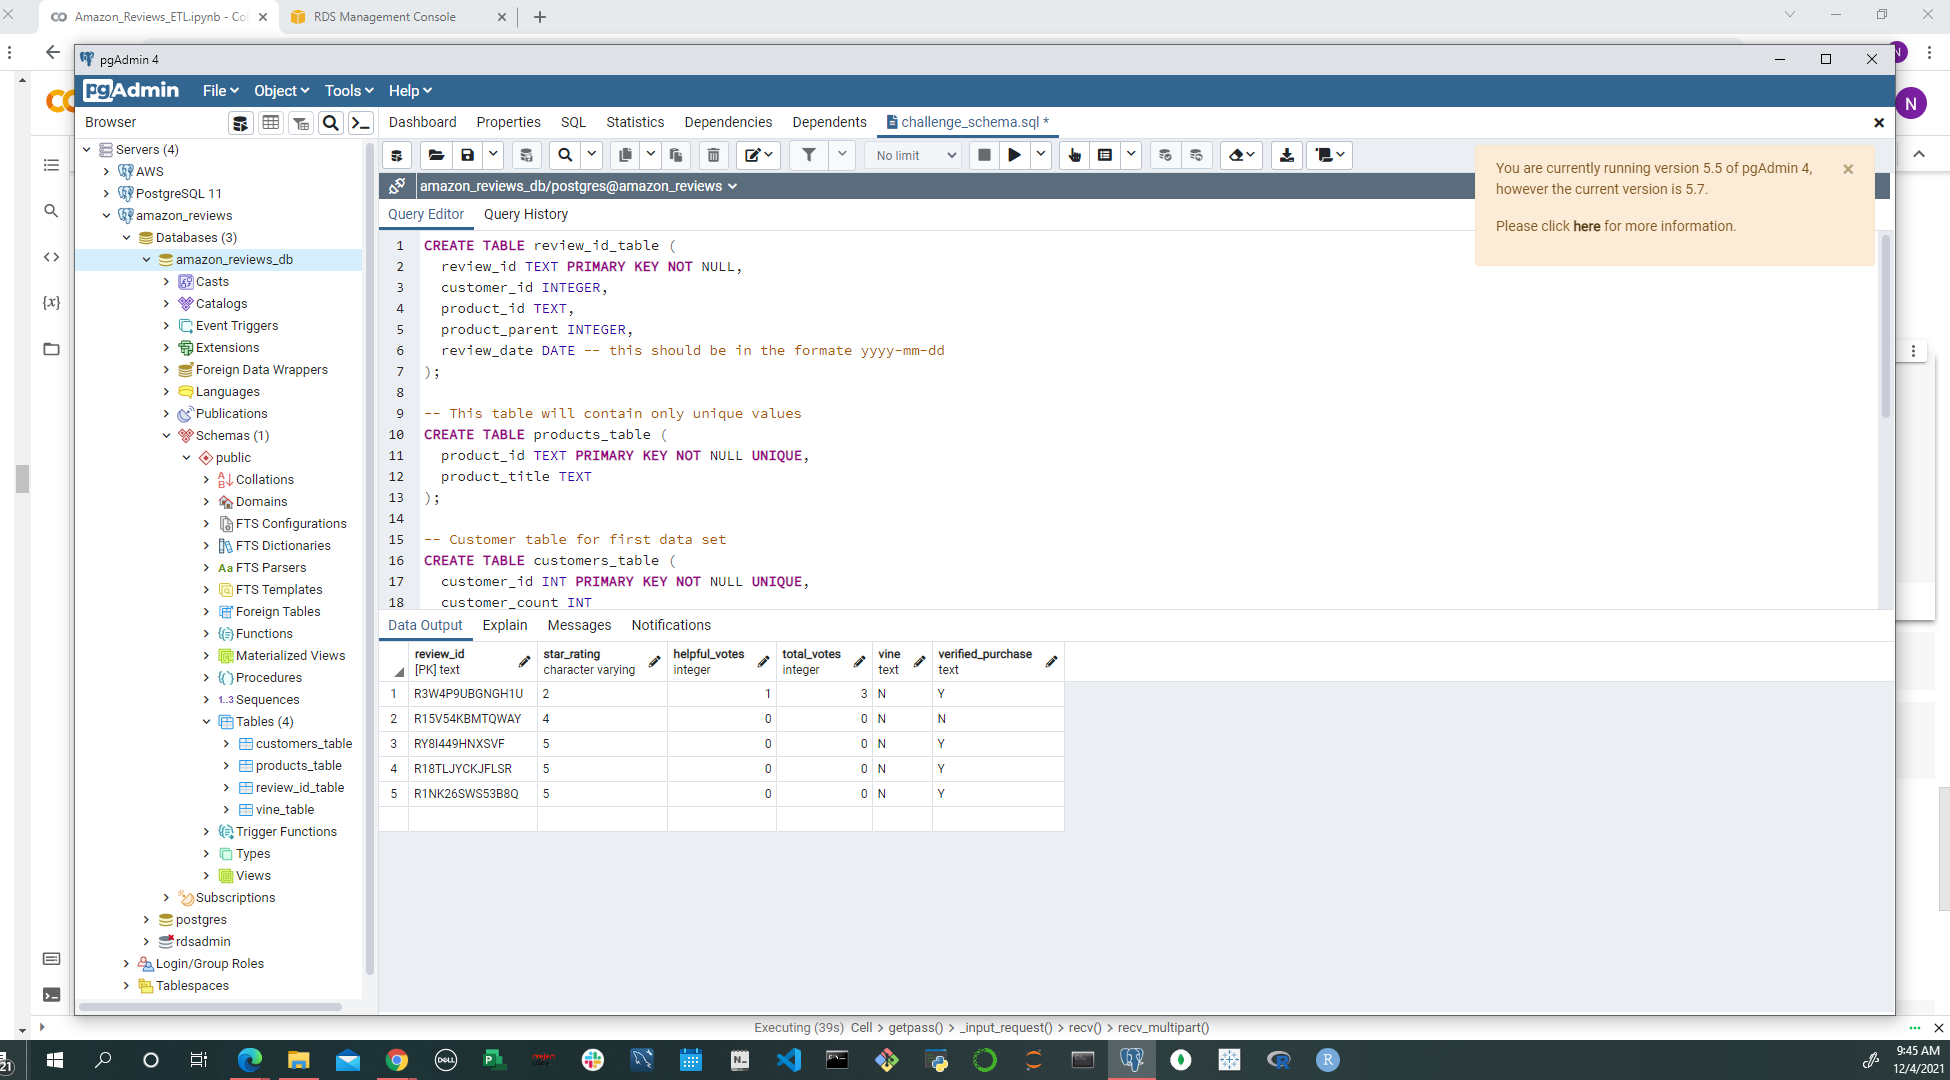 Amazon_Reviews_ETL.ipynb - Co
RDS Management Console
pgAdmin 4
pgAdmin
File
Object
Tools
Help
N
Browser
Dashboard
Properties
SQL
Statistics
Dependencies
Dependents
challenge_schema.sql *
No limit
amazon_reviews_db/postgres@amazon_reviews
Query Editor
Query History
You are currently running version 5.5 of pgAdmin 4,
however the current version is 5.7.
Please click here for more information.
Servers (4)
AWS
PostgreSQL 11
amazon_reviews
Databases (3)
amazon_reviews_db
Casts
Catalogs
Event Triggers
Extensions
Foreign Data Wrappers
Languages
Publications
Schemas (1)
public
Collations
Domains
FTS Configurations
FTS Dictionaries
Aa FTS Parsers
FTS Templates
Foreign Tables
Functions
Materialized Views
Procedures
1..3 Sequences
Tables (4)
customers_table
products_table
review_id_table
vine_table
Trigger Functions
Types
Views
Subscriptions
postgres
rdsadmin
Login/Group Roles
Tablespaces
1 CREATE TABLE review_id_table (
2 review_id TEXT PRIMARY KEY NOT NULL,
3 customer_id INTEGER,
4 product_id TEXT,
5 product_parent INTEGER,
6 review_date DATE -- this should be in the formate yyyy-mm-dd
7 );
8
9 -- This table will contain only unique values
10 CREATE TABLE products_table (
11 product_id TEXT PRIMARY KEY NOT NULL UNIQUE,
12 product_title TEXT
13 );
14
15 -- Customer table for first data set
16 CREATE TABLE customers_table (
17 customer_id INT PRIMARY KEY NOT NULL UNIQUE,
18 customer_count INT
Data Output
Explain
Messages
Notifications
review_id star_rating helpful_votes total_votes vine verified_purchase
[PK] text character varying integer integer text text
1 R3W4P9UBGNGH1U 2 1 3 N Y
2 R15V54KBMTQWAY 4 0 0 N N
3 RY8I449HNXSVF 5 0 0 N Y
4 R18TLJYCKJFLSR 5 0 0 N Y
5 R1NK26SWS53B8Q 5 0 0 N Y
Executing (39s) Cell > getpass() > _input_request() > recv() > recv_multipart()
9:45 AM
12/4/2021